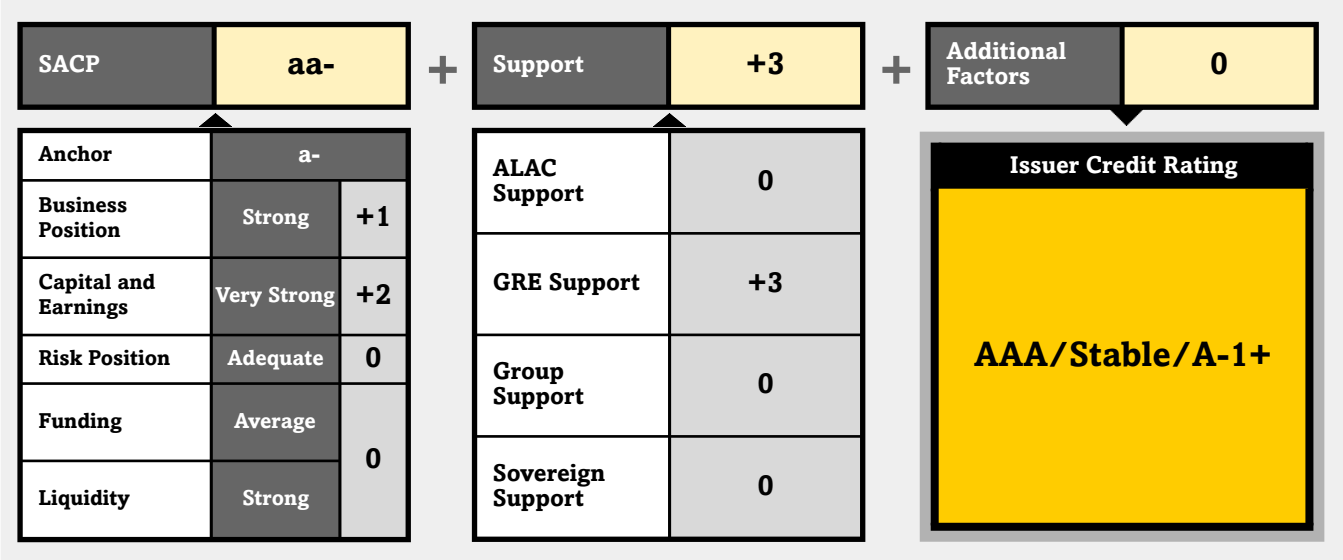 SACP
aa-
+
Support
+3
+
Additional
Factors
0
Anchor
a-
Business
Position
Strong
+1
Capital and
Earnings
Very Strong
+2
Risk Position
Adequate
0
Funding
Average
0
Liquidity
Strong
ALAC
Support
0
GRE Support
+3
Group
Support
0
Sovereign
Support
0
Issuer Credit Rating
AAA/Stable/A-1+